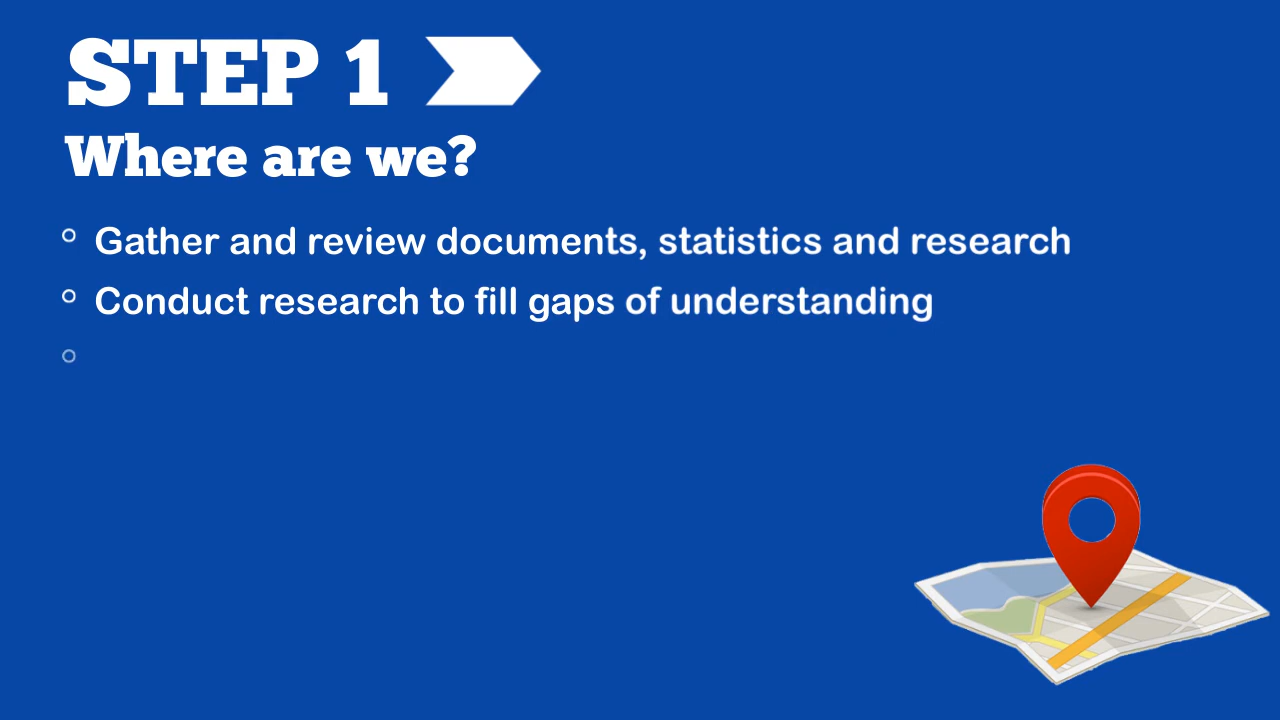 STEP 1
Where are we?
Gather and review documents, statistics and research
Conduct research to fill gaps of understanding